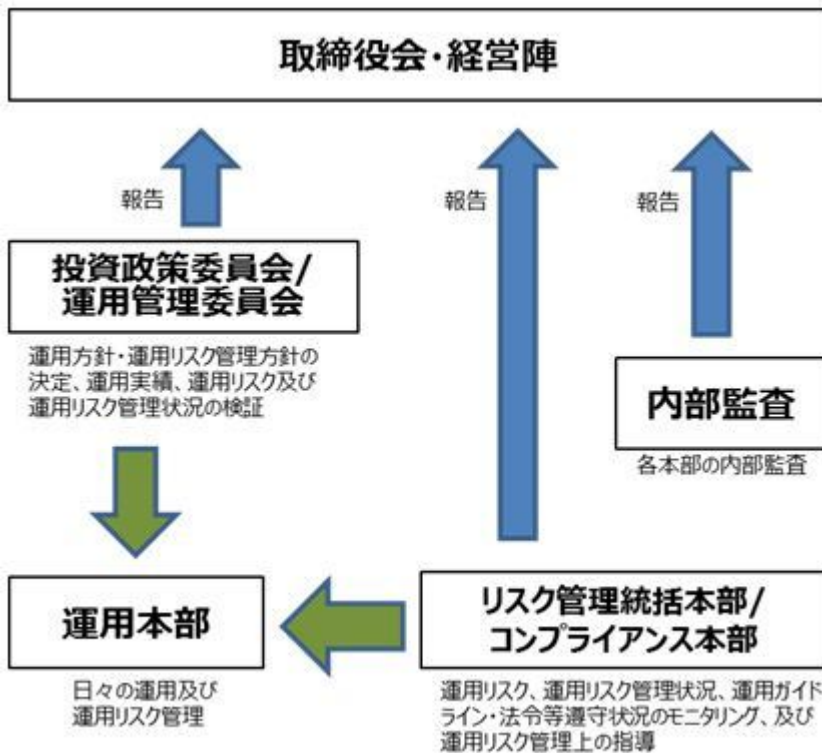 取締役会・経営陣
報告
報告
報告
投資政策委員会/
運用管理委員会
運用方針・運用リスク管理方針の
決定、運用実績、運用リスク及び
運用リスク管理状況の検証
内部監査
各本部の内部監査
運用本部
日々の運用及び
運用リスク管理
リスク管理統括本部/
コンプライアンス本部
運用リスク、運用リスク管理状況、運用ガイド
ライン・法令等遵守状況のモニタリング、及び
運用リスク管理上の指導